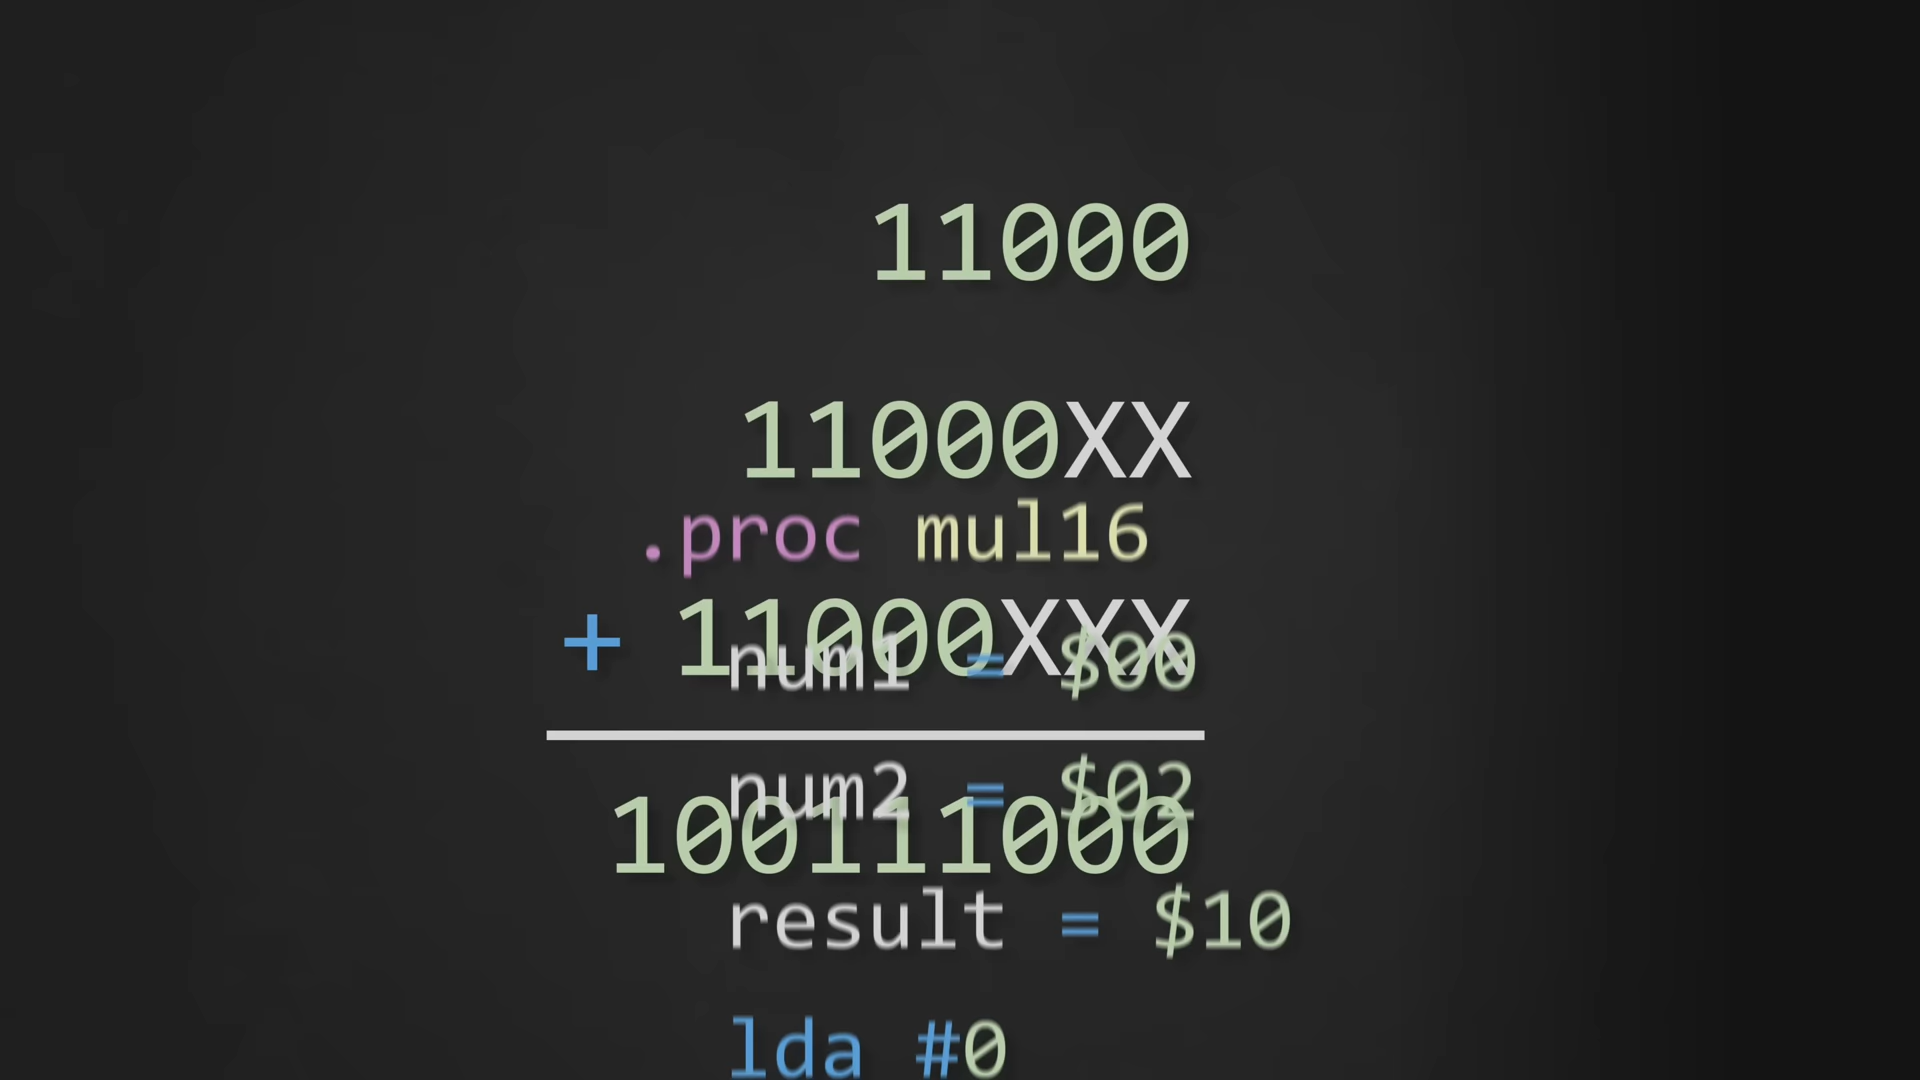 11000
11000XX
.proc mul16
+ 11000XXX
num1 = $00
num2 = $02
100111000
result = $10
lda #0